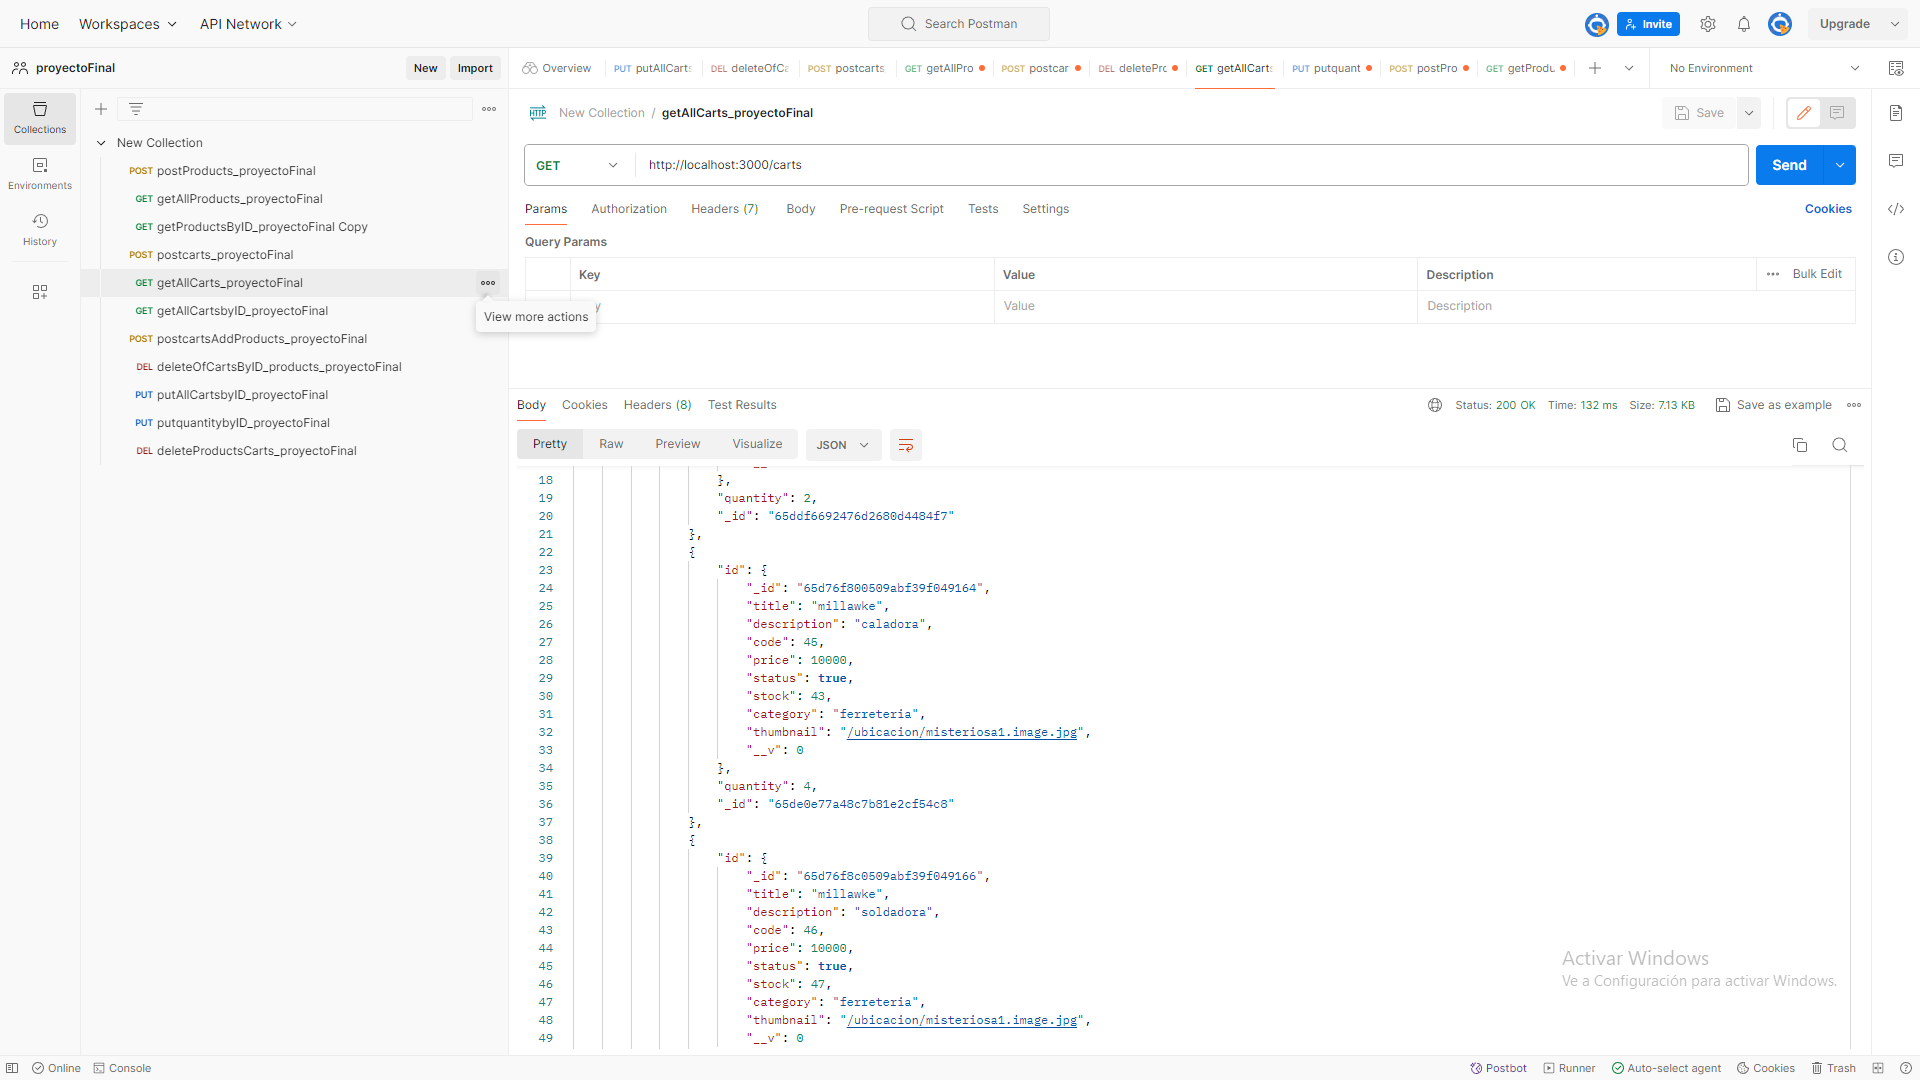 Home Workspaces API Network Search Postman Invite Upgrade
proyectoFinal New Import Overview PUT putAllCarts DEL deleteOfCa POST postcarts GET getAllPro POST postcar DEL deletePro GET getAllCarts PUT putquant POST postPro GET getProdu No Environment
Collections
Environments
History
New Collection
POST postProducts_proyectoFinal
GET getAllProducts_proyectoFinal
GET getProductsByID_proyectoFinal Copy
POST postcarts_proyectoFinal
GET getAllCarts_proyectoFinal
GET getAllCartsbyID_proyectoFinal
POST postcartsAddProducts_proyectoFinal
DEL deleteOfCartsByID_products_proyectoFinal
PUT putAllCartsbyID_proyectoFinal
PUT putquantitybyID_proyectoFinal
DEL deleteProductsCarts_proyectoFinal
View more actions
HTTP New Collection / getAllCarts_proyectoFinal Save
GET http://localhost:3000/carts Send
Params Authorization Headers (7) Body Pre-request Script Tests Settings Cookies
Query Params
Key Value Description Bulk Edit
y Value Description
Body Cookies Headers (8) Test Results Status: 200 OK Time: 132 ms Size: 7.13 KB Save as example
Pretty Raw Preview Visualize JSON
18 },
19 "quantity": 2,
20 "_id": "65ddf6692476d2680d4484f7"
21 },
22 {
23 "id": {
24 "_id": "65d76f800509abf39f049164",
25 "title": "millawke",
26 "description": "caladora",
27 "code": 45,
28 "price": 10000,
29 "status": true,
30 "stock": 43,
31 "category": "ferreteria",
32 "thumbnail": "/ubicacion/misteriosa1.image.jpg",
33 "__v": 0
34 },
35 "quantity": 4,
36 "_id": "65de0e77a48c7b81e2cf54c8"
37 },
38 {
39 "id": {
40 "_id": "65d76f8c0509abf39f049166",
41 "title": "millawke",
42 "description": "soldadora",
43 "code": 46,
44 "price": 10000,
45 "status": true,
46 "stock": 47,
47 "category": "ferreteria",
48 "thumbnail": "/ubicacion/misteriosa1.image.jpg",
49 "__v": 0
Activar Windows
Ve a Configuración para activar Windows.
Online Console Postbot Runner Auto-select agent Cookies Trash